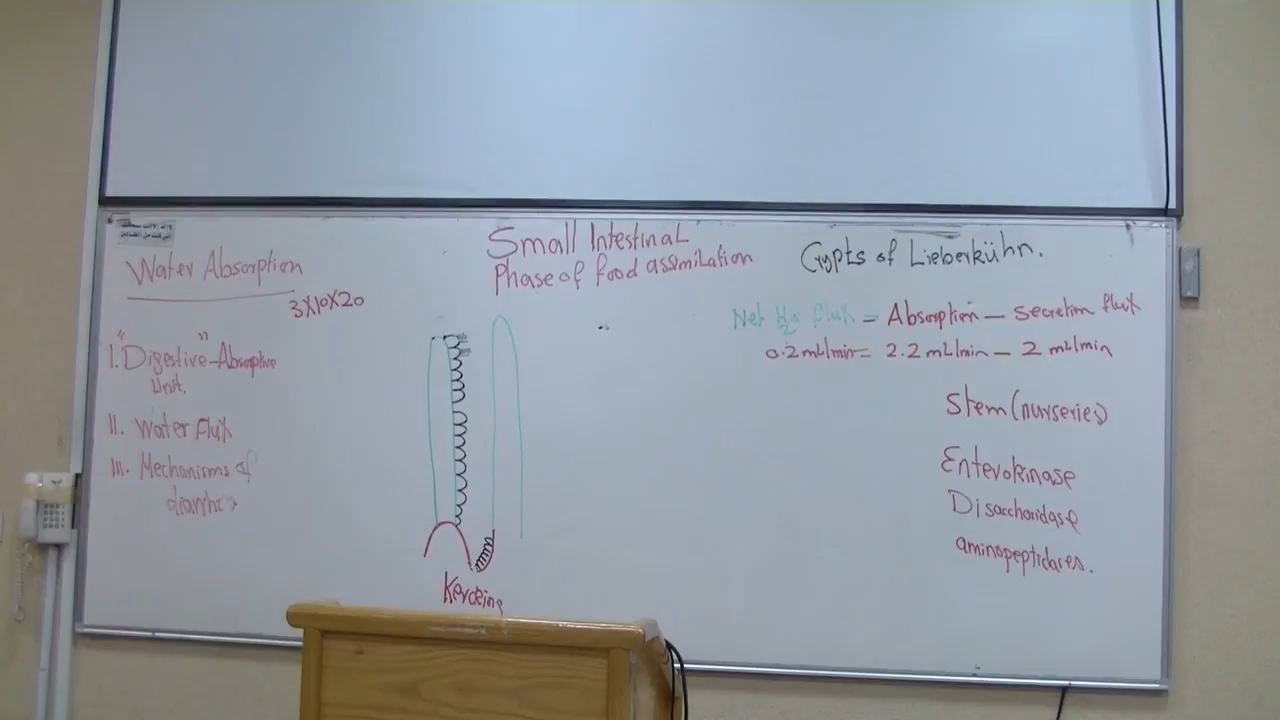 Small Intestinal
Phase of food assimilation
Water Absorption
3X10X20
I. "Digestive-Absorptive
Unit.
II. Water Flux
III. Mechanisms of
Kercking
Crypts of Lieberkühn.
Net H2O flux = Absorption - secretion flux
0.2 mL/min = 2.2 mL/min - 2 mL/min
Stem (nurseries)
Enterokinase
Disaccharidase
aminopeptidases.